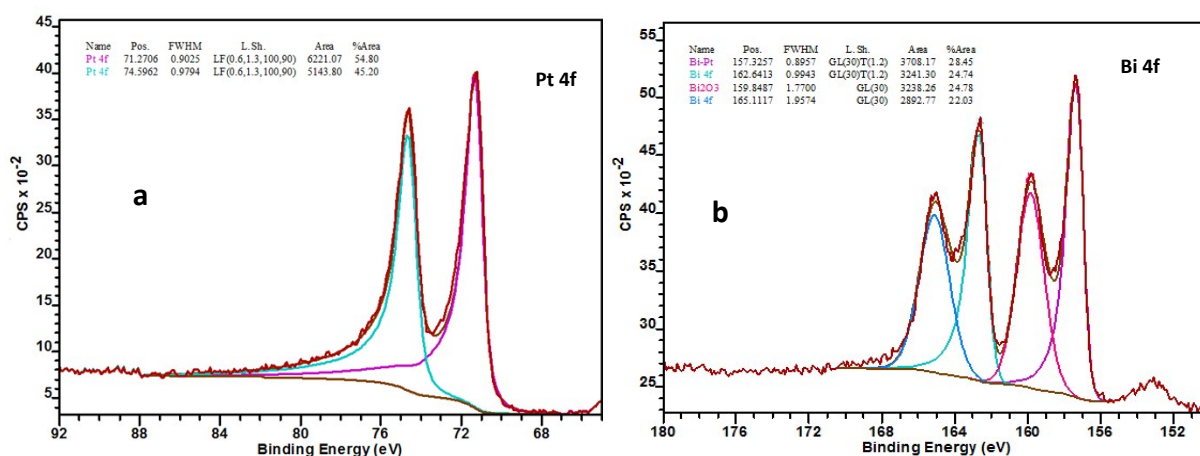 Name Pos. FWHM L. Sh. Area %Area
Pt 4f 71.2706 0.9025 LF(0.6,1.3,100,90) 6221.07 54.80
Pt 4f 74.5962 0.9794 LF(0.6,1.3,100,90) 5143.80 45.20
Pt 4f
a
CPS x 10⁻²
45
40
35
30
25
20
15
10
5
92 88 84 80 76 72 68
Binding Energy (eV)
Name Pos. FWHM L. Sh. Area %Area
Bi-Pt 157.3257 0.8957 GL(30)T(1.2) 3708.17 28.45
Bi 4f 162.6413 0.9943 GL(30)T(1.2) 3241.30 24.74
Bi2O3 159.8487 1.7700 GL(30) 3238.26 24.78
Bi 4f 165.1117 1.9574 GL(30) 2892.77 22.03
Bi 4f
b
CPS x 10⁻²
55
50
45
40
35
30
25
180 176 172 168 164 160 156 152
Binding Energy (eV)